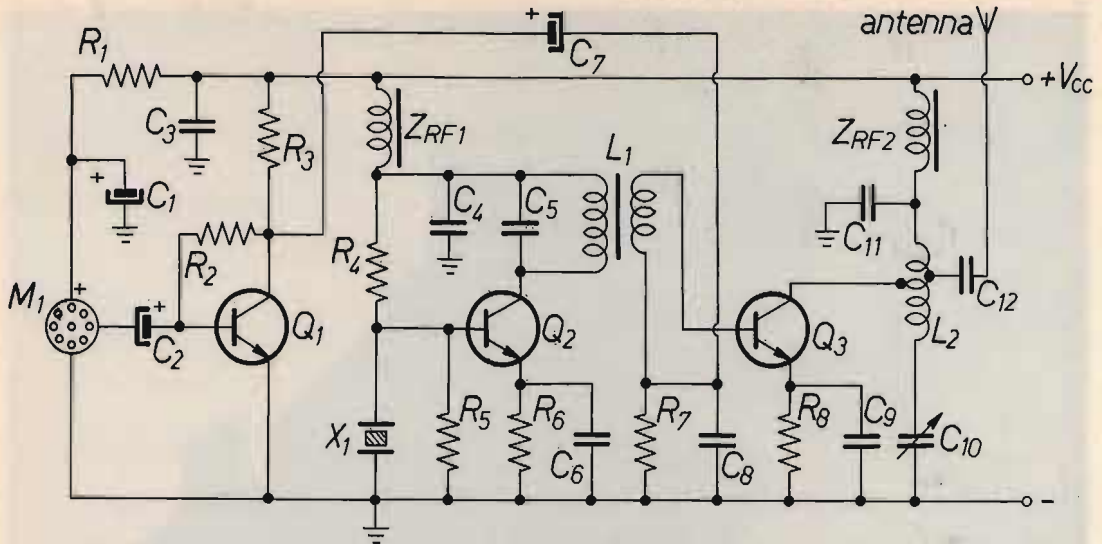 antenna
R1
+
C7
+Vcc
C3
R3
ZRF1
ZRF2
L1
+
C1
C4
C5
R2
R4
C11
M1
+
+
C12
C2
Q1
Q2
Q3
L2
X1
R5
R6
C6
R7
C8
R8
C9
C10
-